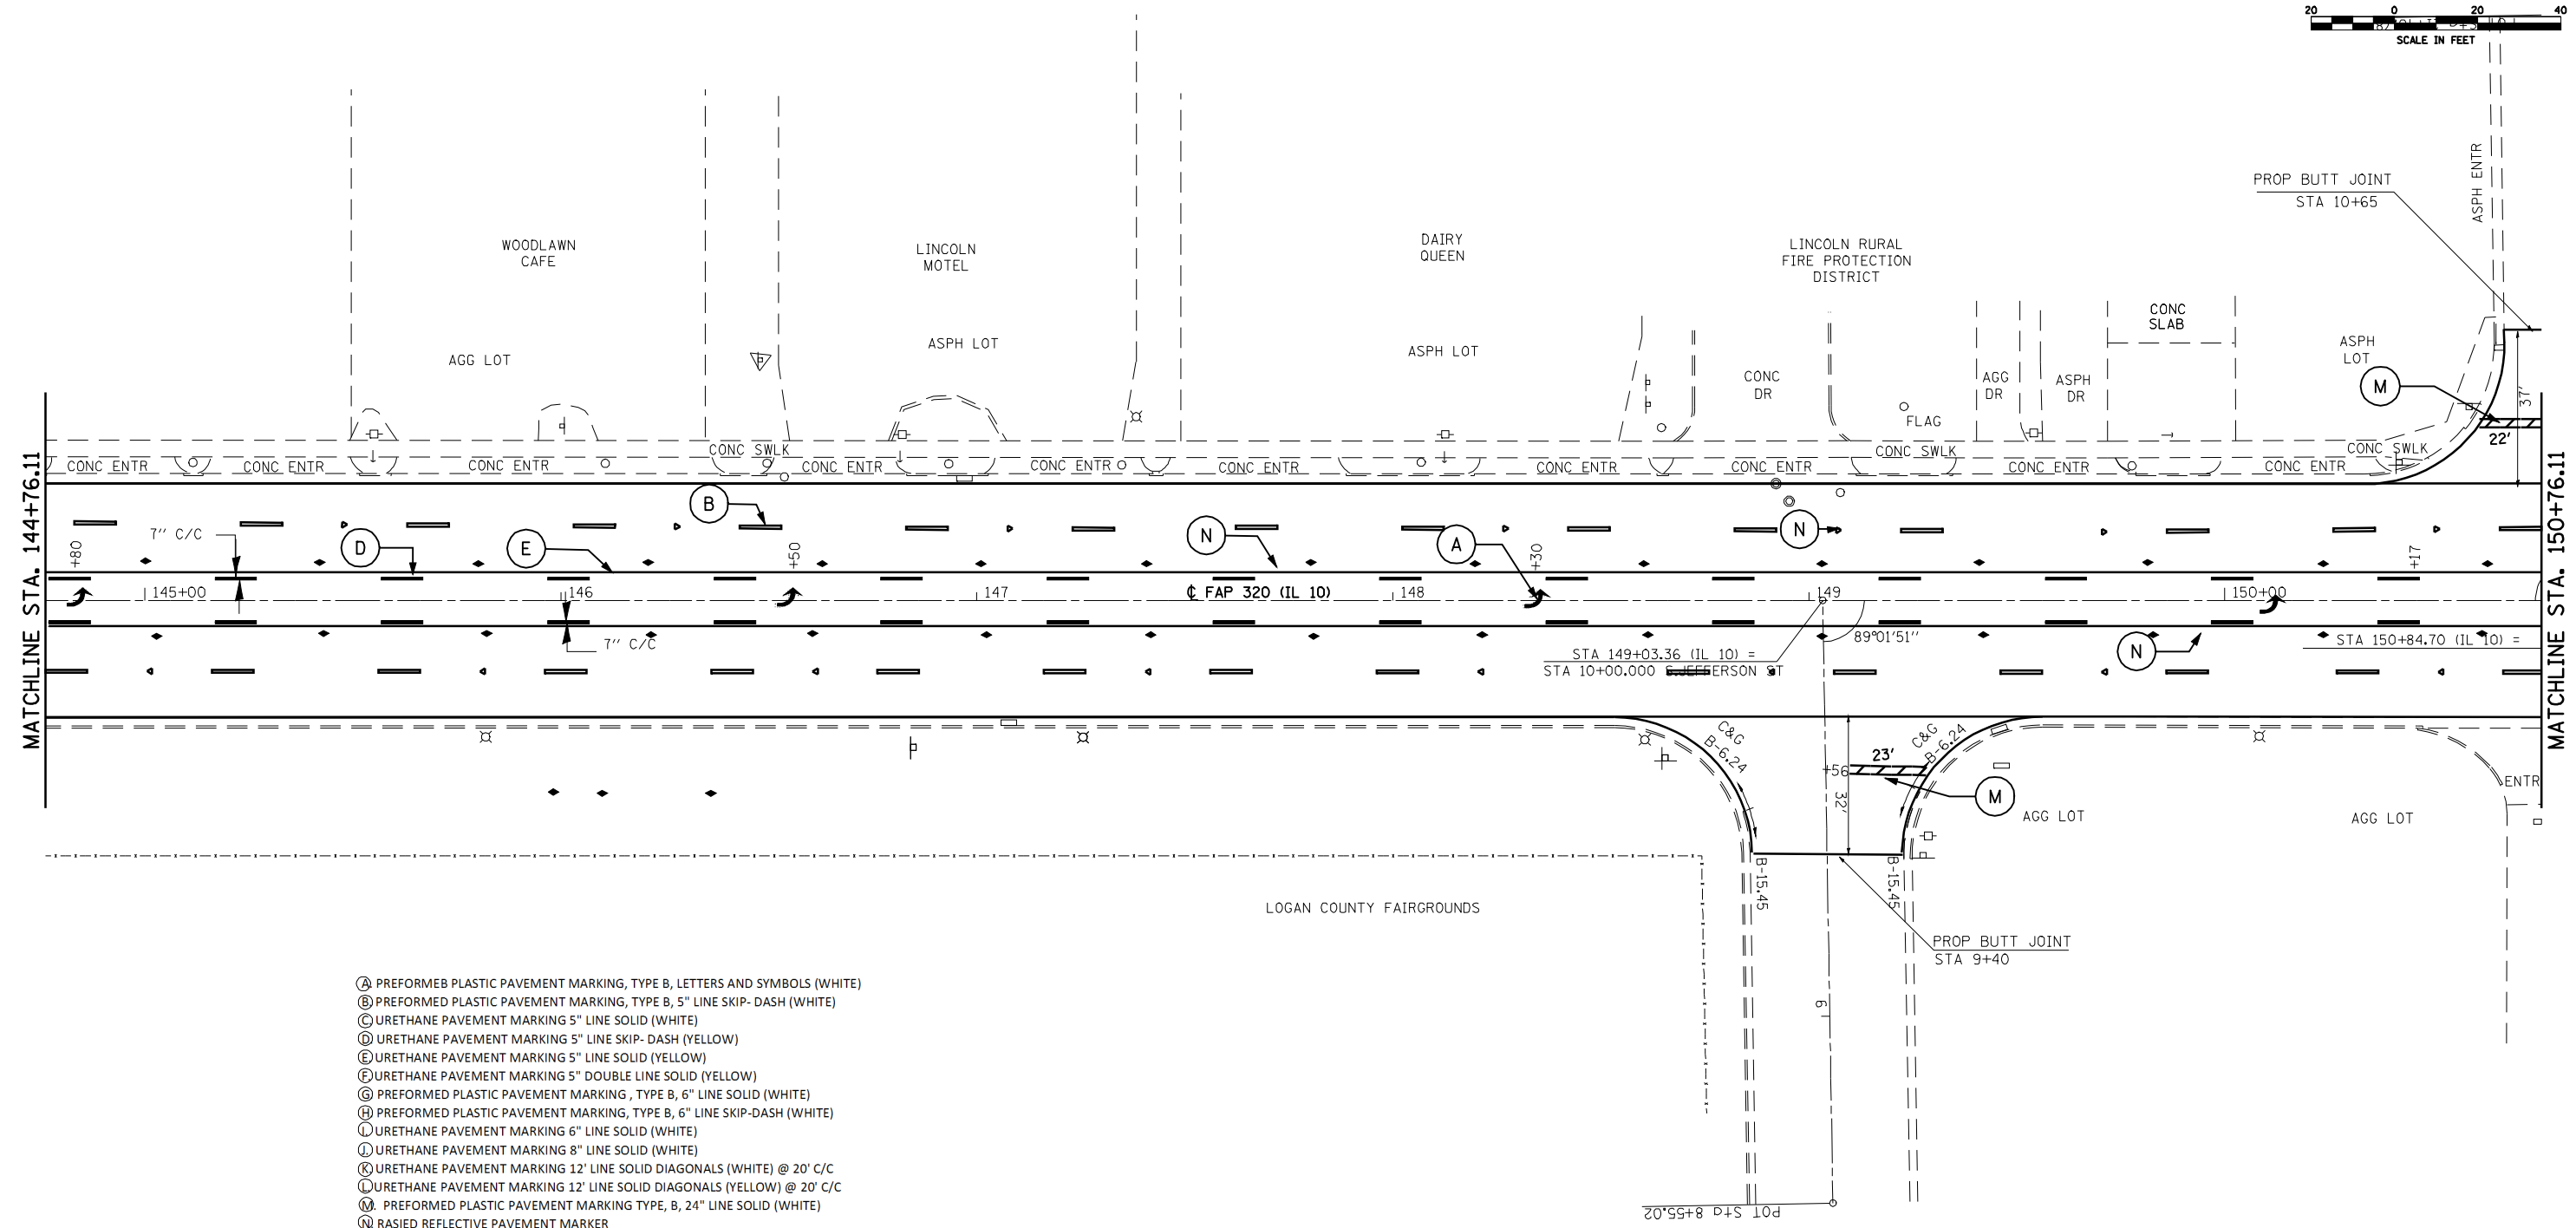 20 0 20 40
SCALE IN FEET
PROP BUTT JOINT
STA 10+65
ASPH ENTR
WOODLAWN
CAFE
LINCOLN
MOTEL
DAIRY
QUEEN
LINCOLN RURAL
FIRE PROTECTION
DISTRICT
AGG LOT
ASPH LOT
ASPH LOT
CONC
DR
AGG
DR
ASPH
DR
CONC
SLAB
ASPH
LOT
M
37'
FLAG
22'
CONC SWLK
CONC SWLK
CONC SWLK
CONC ENTR
CONC ENTR
CONC ENTR
CONC ENTR
CONC ENTR
CONC ENTR
CONC ENTR
CONC ENTR
CONC ENTR
CONC ENTR
MATCHLINE STA. 144+76.11
MATCHLINE STA. 150+76.11
+80
7'' C/C
D
E
B
+50
N
A
+30
N
+17
145+00
146
147
℄ FAP 320 (IL 10)
148
149
150+00
7'' C/C
89°01'51''
STA 149+03.36 (IL 10) =
STA 10+00.000 S.JEFFERSON ST
N
STA 150+84.70 (IL 10) =
C&G
B-6.24
C&G
B-6.24
23'
+56
32'
M
AGG LOT
AGG LOT
ENTR
B-15.45
B-15.45
LOGAN COUNTY FAIRGROUNDS
PROP BUTT JOINT
STA 9+40
9
POT Sta 8+55.02
A. PREFORMEB PLASTIC PAVEMENT MARKING, TYPE B, LETTERS AND SYMBOLS (WHITE)
B. PREFORMED PLASTIC PAVEMENT MARKING, TYPE B, 5" LINE SKIP- DASH (WHITE)
C. URETHANE PAVEMENT MARKING 5" LINE SOLID (WHITE)
D. URETHANE PAVEMENT MARKING 5" LINE SKIP- DASH (YELLOW)
E. URETHANE PAVEMENT MARKING 5" LINE SOLID (YELLOW)
F. URETHANE PAVEMENT MARKING 5" DOUBLE LINE SOLID (YELLOW)
G. PREFORMED PLASTIC PAVEMENT MARKING , TYPE B, 6" LINE SOLID (WHITE)
H. PREFORMED PLASTIC PAVEMENT MARKING, TYPE B, 6" LINE SKIP-DASH (WHITE)
I. URETHANE PAVEMENT MARKING 6" LINE SOLID (WHITE)
J. URETHANE PAVEMENT MARKING 8" LINE SOLID (WHITE)
K. URETHANE PAVEMENT MARKING 12' LINE SOLID DIAGONALS (WHITE) @ 20' C/C
L. URETHANE PAVEMENT MARKING 12' LINE SOLID DIAGONALS (YELLOW) @ 20' C/C
M. PREFORMED PLASTIC PAVEMENT MARKING TYPE, B, 24" LINE SOLID (WHITE)
N. RASIED REFLECTIVE PAVEMENT MARKER